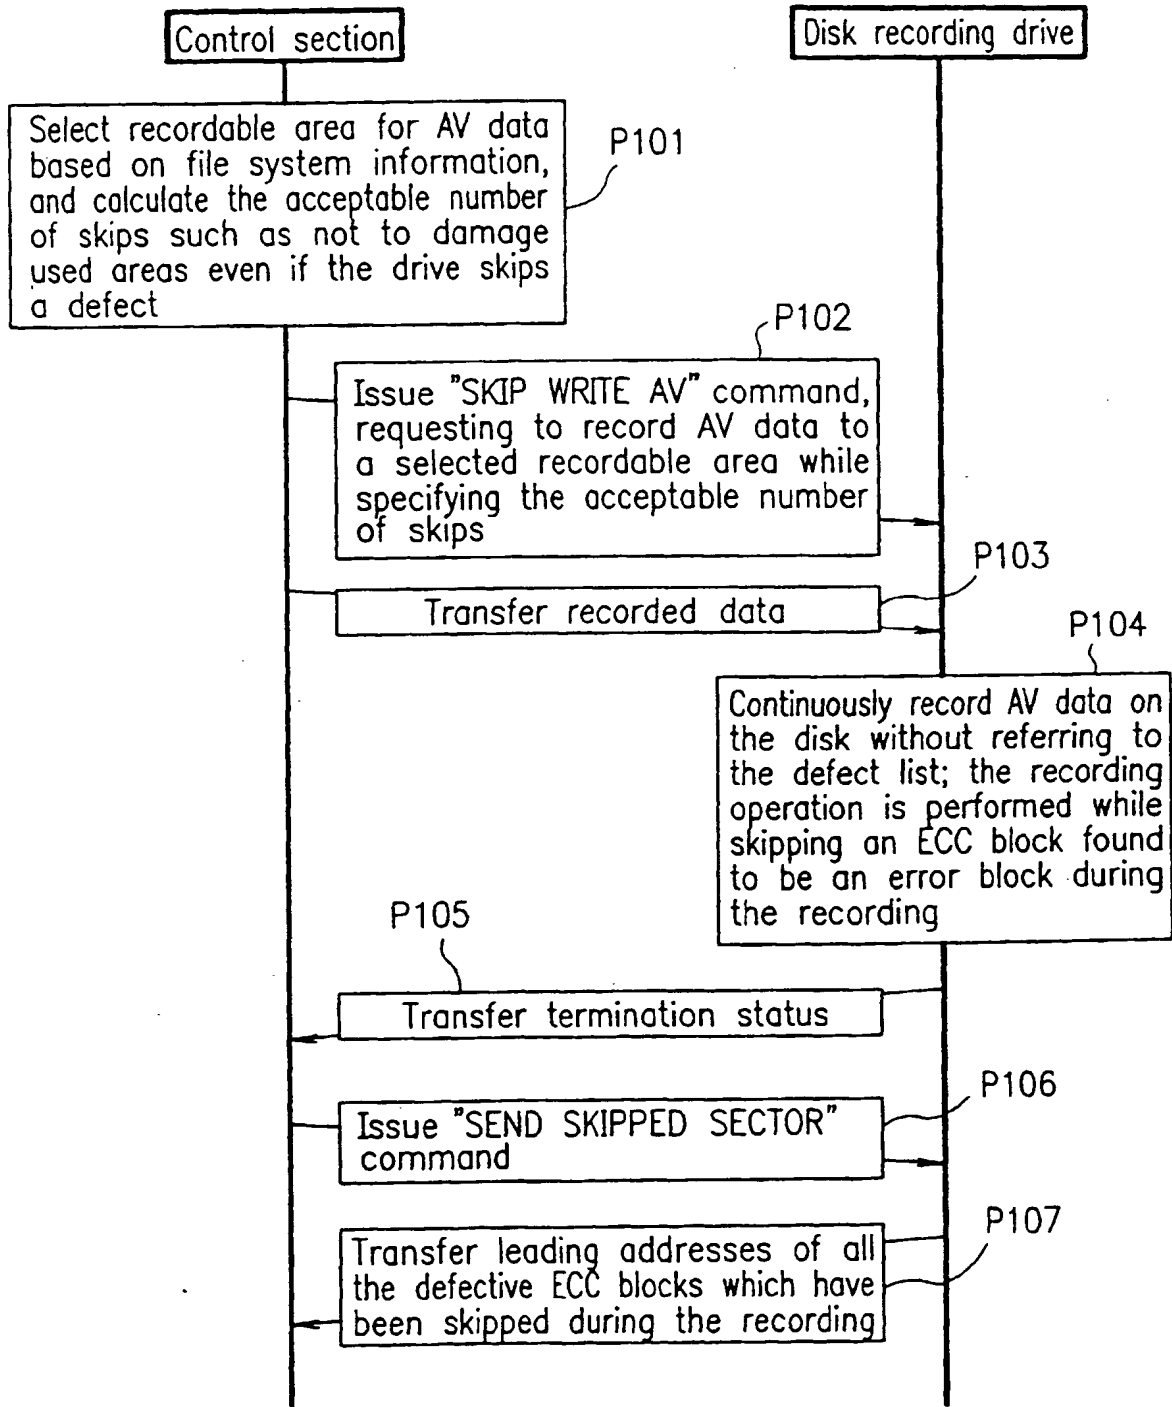 Control section
Disk recording drive
Select recordable area for AV data
based on file system information,
and calculate the acceptable number
of skips such as not to damage
used areas even if the drive skips
a defect
P101
P102
Issue "SKIP WRITE AV" command,
requesting to record AV data to
a selected recordable area while
specifying the acceptable number
of skips
P103
Transfer recorded data
P104
Continuously record AV data on
the disk without referring to
the defect list; the recording
operation is performed while
skipping an ECC block found
to be an error block during
the recording
P105
Transfer termination status
P106
Issue "SEND SKIPPED SECTOR"
command
P107
Transfer leading addresses of all
the defective ECC blocks which have
been skipped during the recording